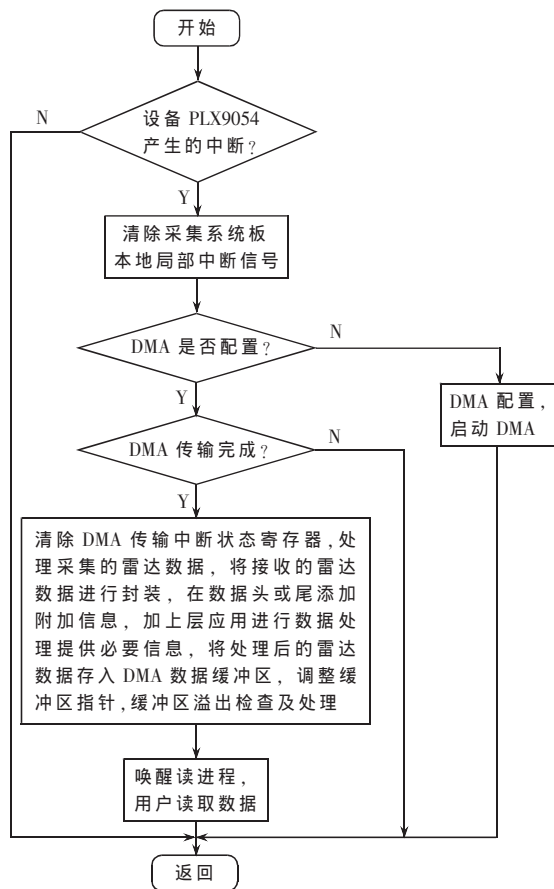 开始
设备 PLX9054
产生的中断?
N
Y
清除采集系统板
本地局部中断信号
DMA 是否配置?
N
Y
DMA 配置,
启动 DMA
DMA 传输完成?
N
Y
清除 DMA 传输中断状态寄存器,处
理采集的雷达数据, 将接收的雷达
数据进行封装, 在数据头或尾添加
附加信息, 加上层应用进行数据处
理提供必要信息, 将处理后的雷达
数据存入 DMA 数据缓冲区, 调整缓
冲区指针,缓冲区溢出检查及处理
唤醒读进程,
用户读取数据
返回